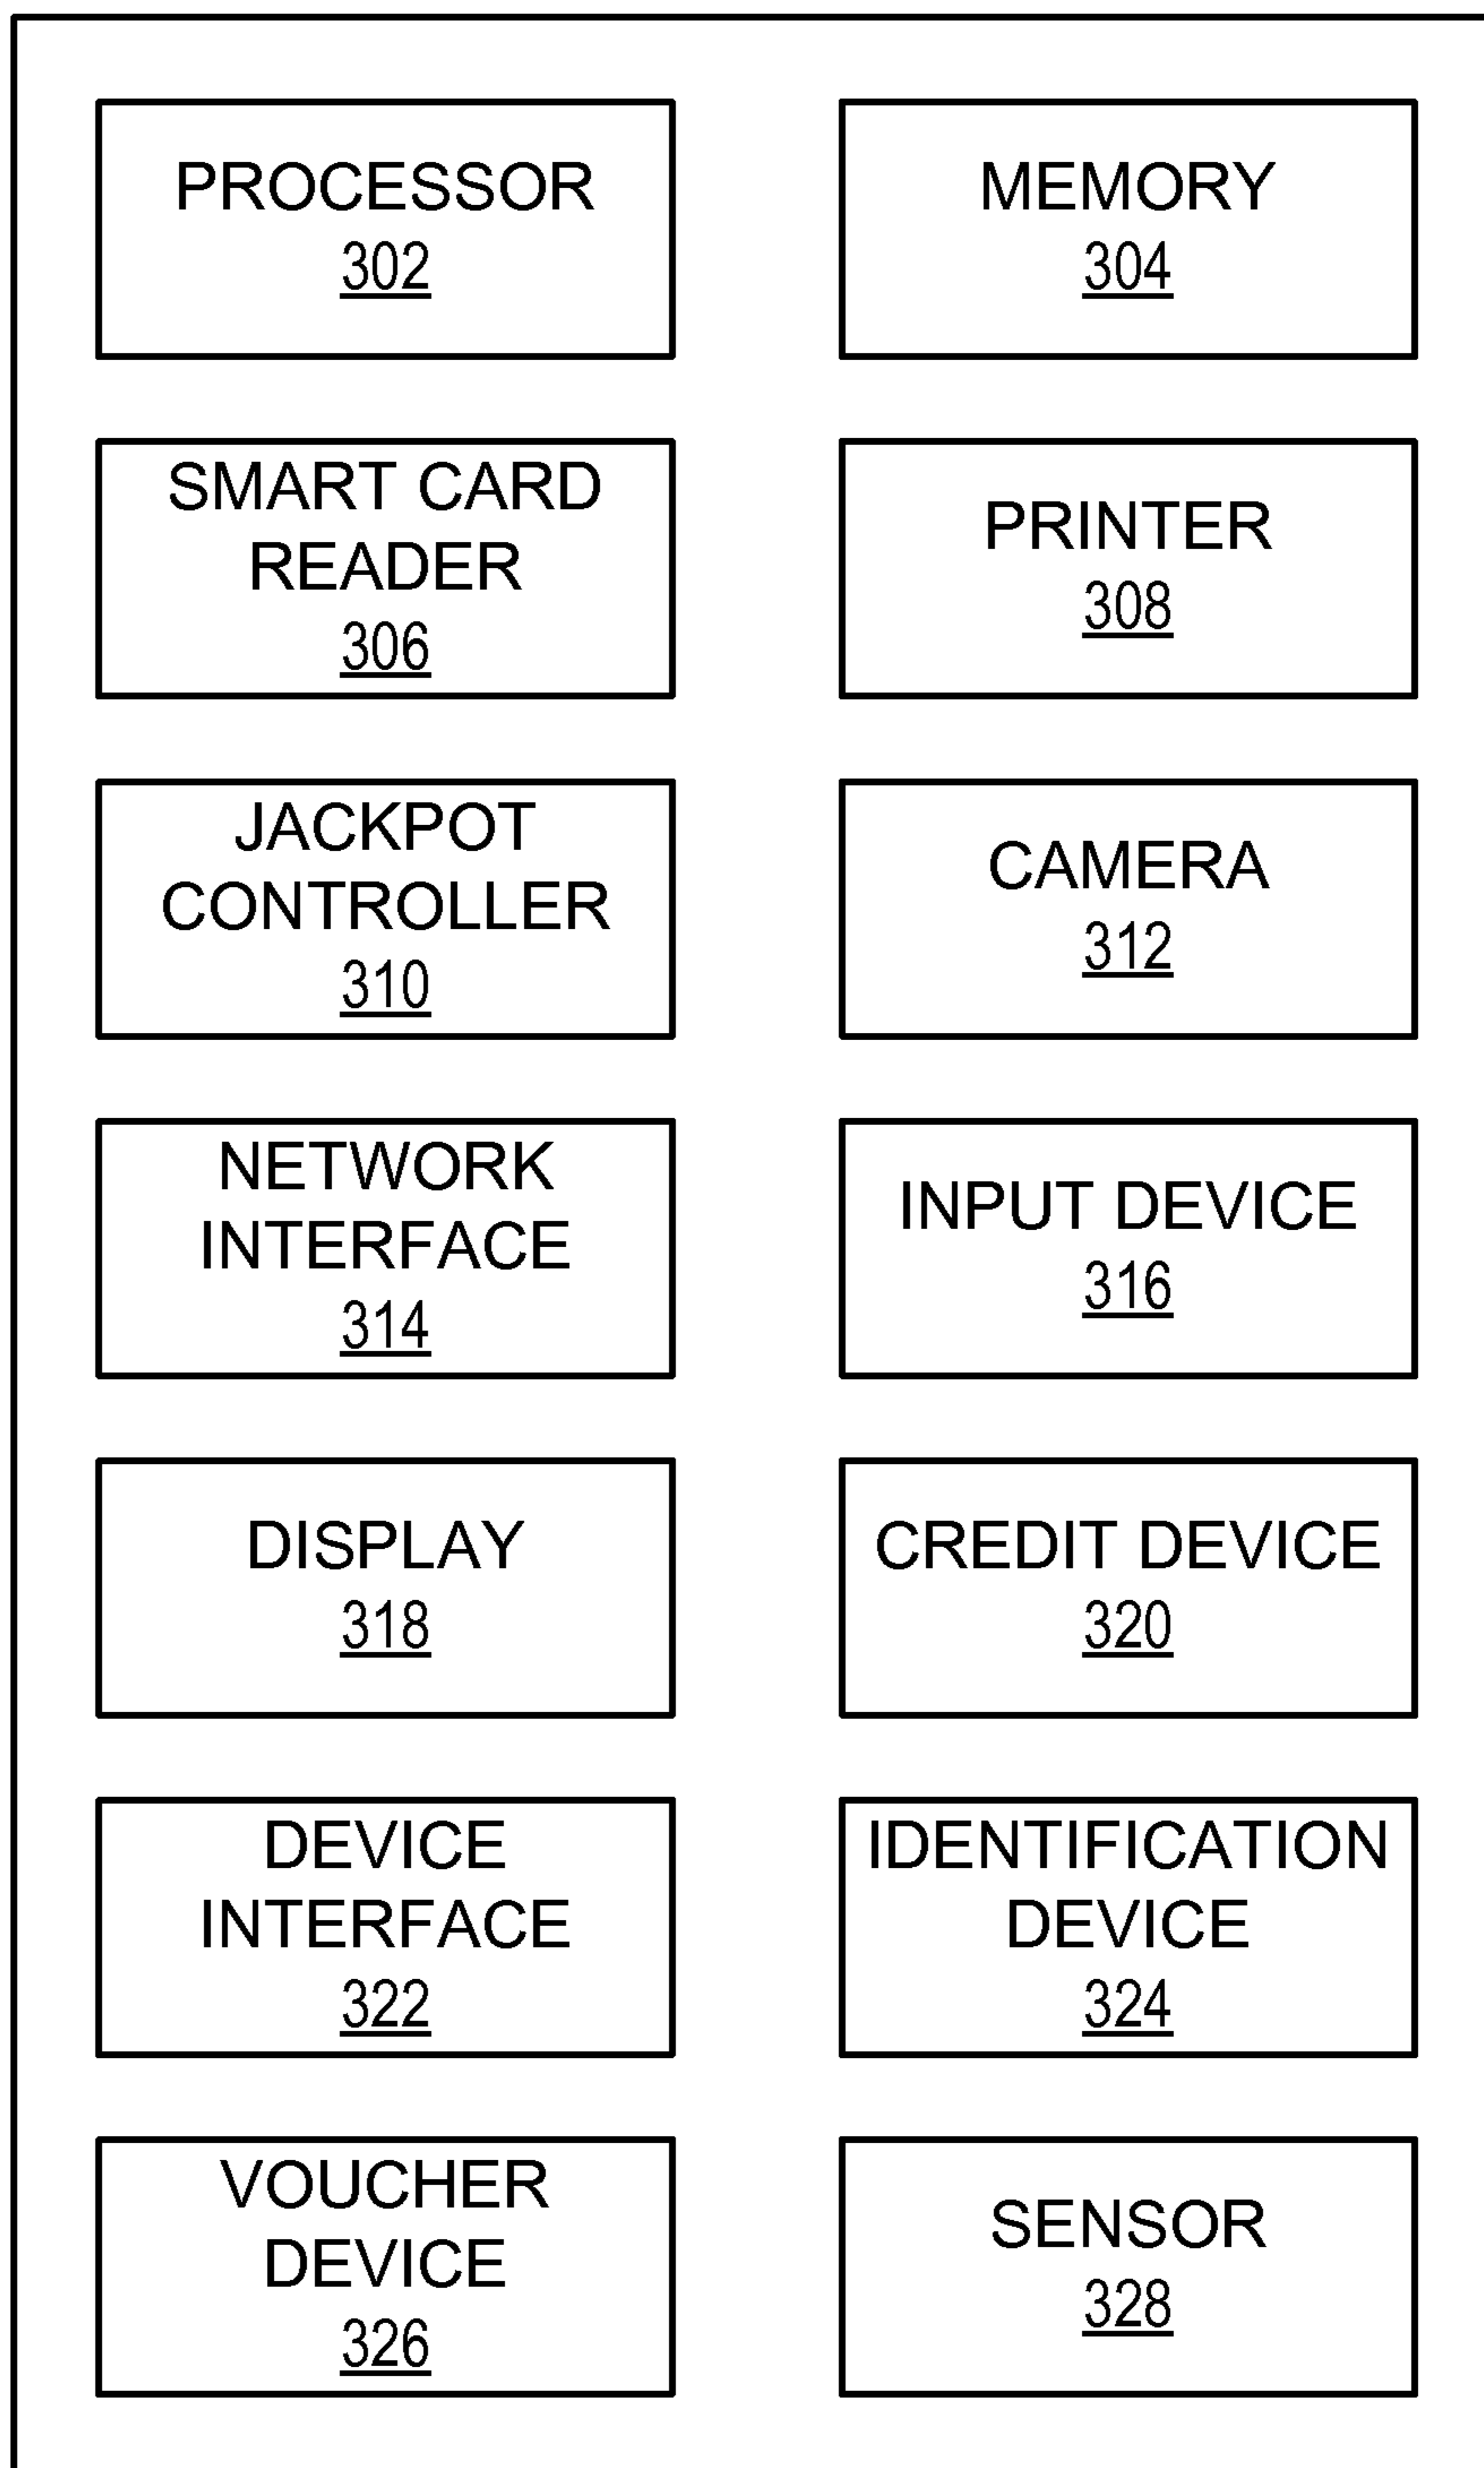 PROCESSOR
302
MEMORY
304
SMART CARD
READER
306
PRINTER
308
JACKPOT
CONTROLLER
310
CAMERA
312
NETWORK
INTERFACE
314
INPUT DEVICE
316
DISPLAY
318
CREDIT DEVICE
320
DEVICE
INTERFACE
322
IDENTIFICATION
DEVICE
324
VOUCHER
DEVICE
326
SENSOR
328